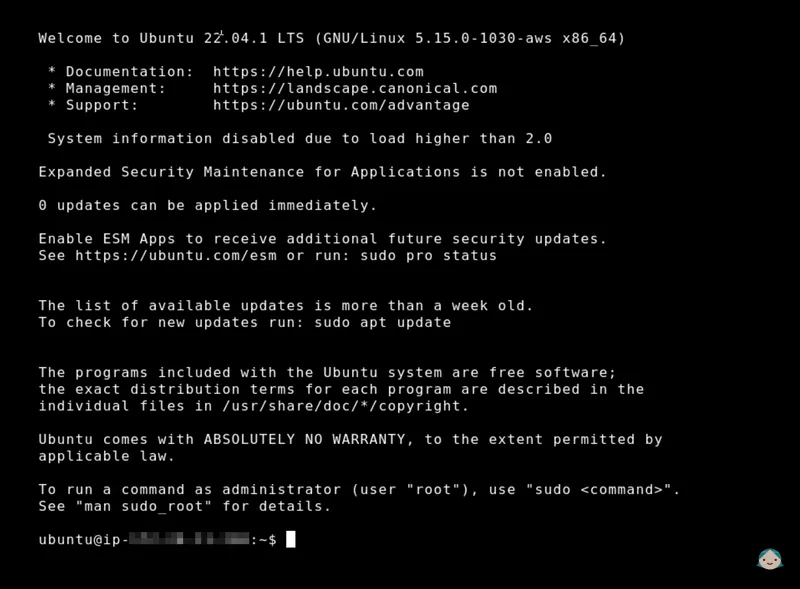 Welcome to Ubuntu 22.04.1 LTS (GNU/Linux 5.15.0-1030-aws x86_64)
* Documentation:  https://help.ubuntu.com
* Management:     https://landscape.canonical.com
* Support:        https://ubuntu.com/advantage
System information disabled due to load higher than 2.0
Expanded Security Maintenance for Applications is not enabled.
0 updates can be applied immediately.
Enable ESM Apps to receive additional future security updates.
See https://ubuntu.com/esm or run: sudo pro status
The list of available updates is more than a week old.
To check for new updates run: sudo apt update
The programs included with the Ubuntu system are free software;
the exact distribution terms for each program are described in the
individual files in /usr/share/doc/*/copyright.
Ubuntu comes with ABSOLUTELY NO WARRANTY, to the extent permitted by
applicable law.
To run a command as administrator (user "root"), use "sudo <command>".
See "man sudo_root" for details.
ubuntu@ip-:~$